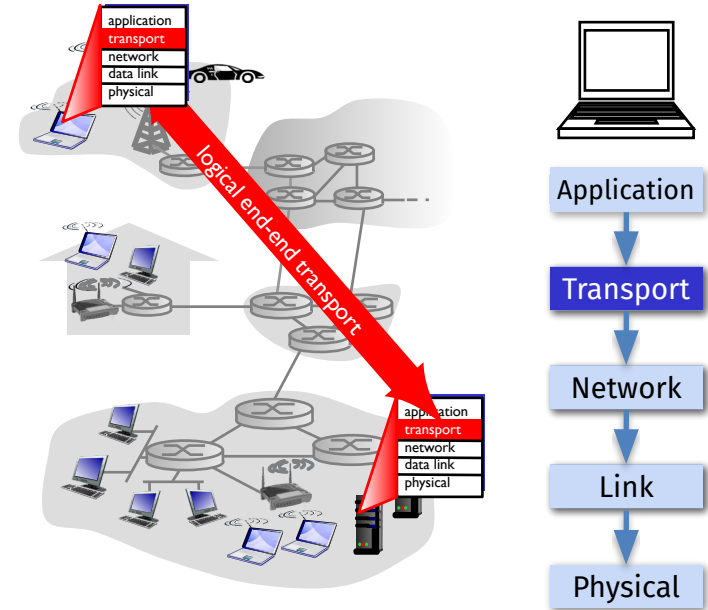 application
transport
network
data link
physical
logical end-end transport
application
transport
network
data link
physical
Application
Transport
Network
Link
Physical